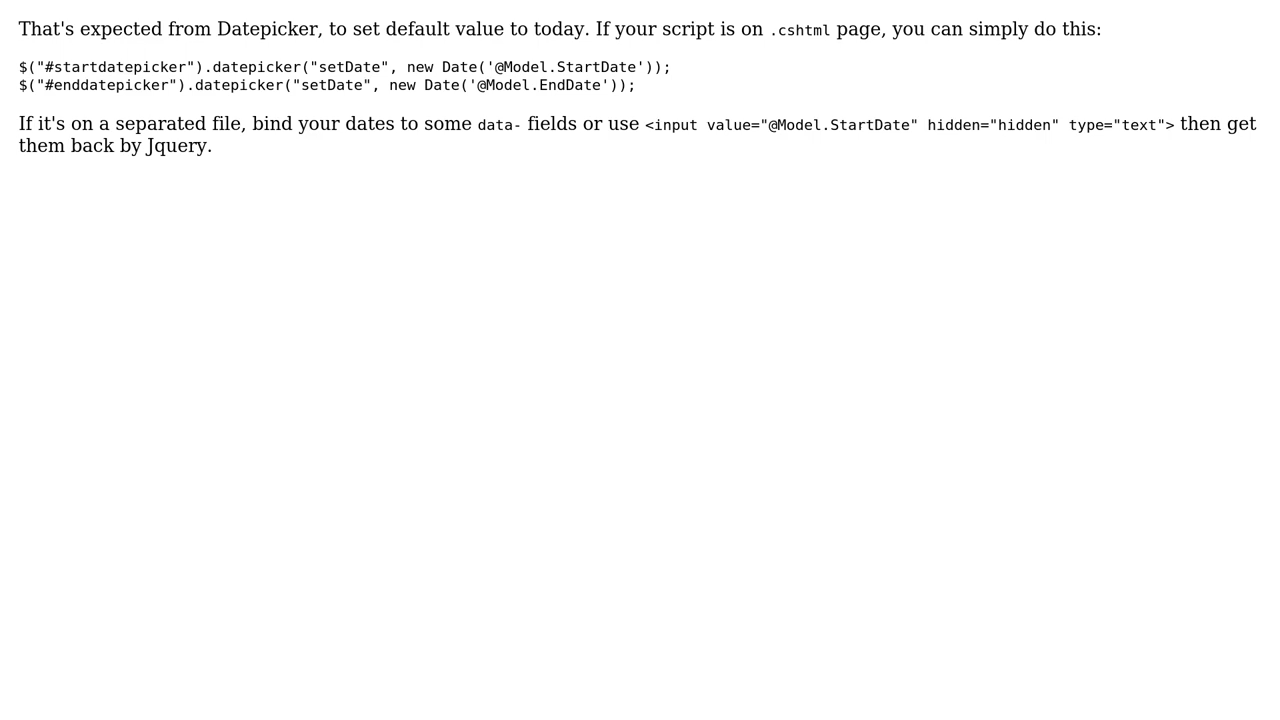 That's expected from Datepicker, to set default value to today. If your script is on .cshtml page, you can simply do this:
$("#startdatepicker").datepicker("setDate", new Date('@Model.StartDate'));
$("#enddatepicker").datepicker("setDate", new Date('@Model.EndDate'));
If it's on a separated file, bind your dates to some data- fields or use <input value="@Model.StartDate" hidden="hidden" type="text"> then get
them back by Jquery.